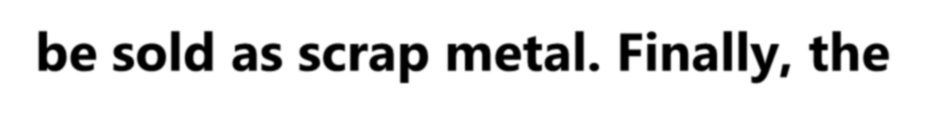 be sold as scrap metal. Finally, the